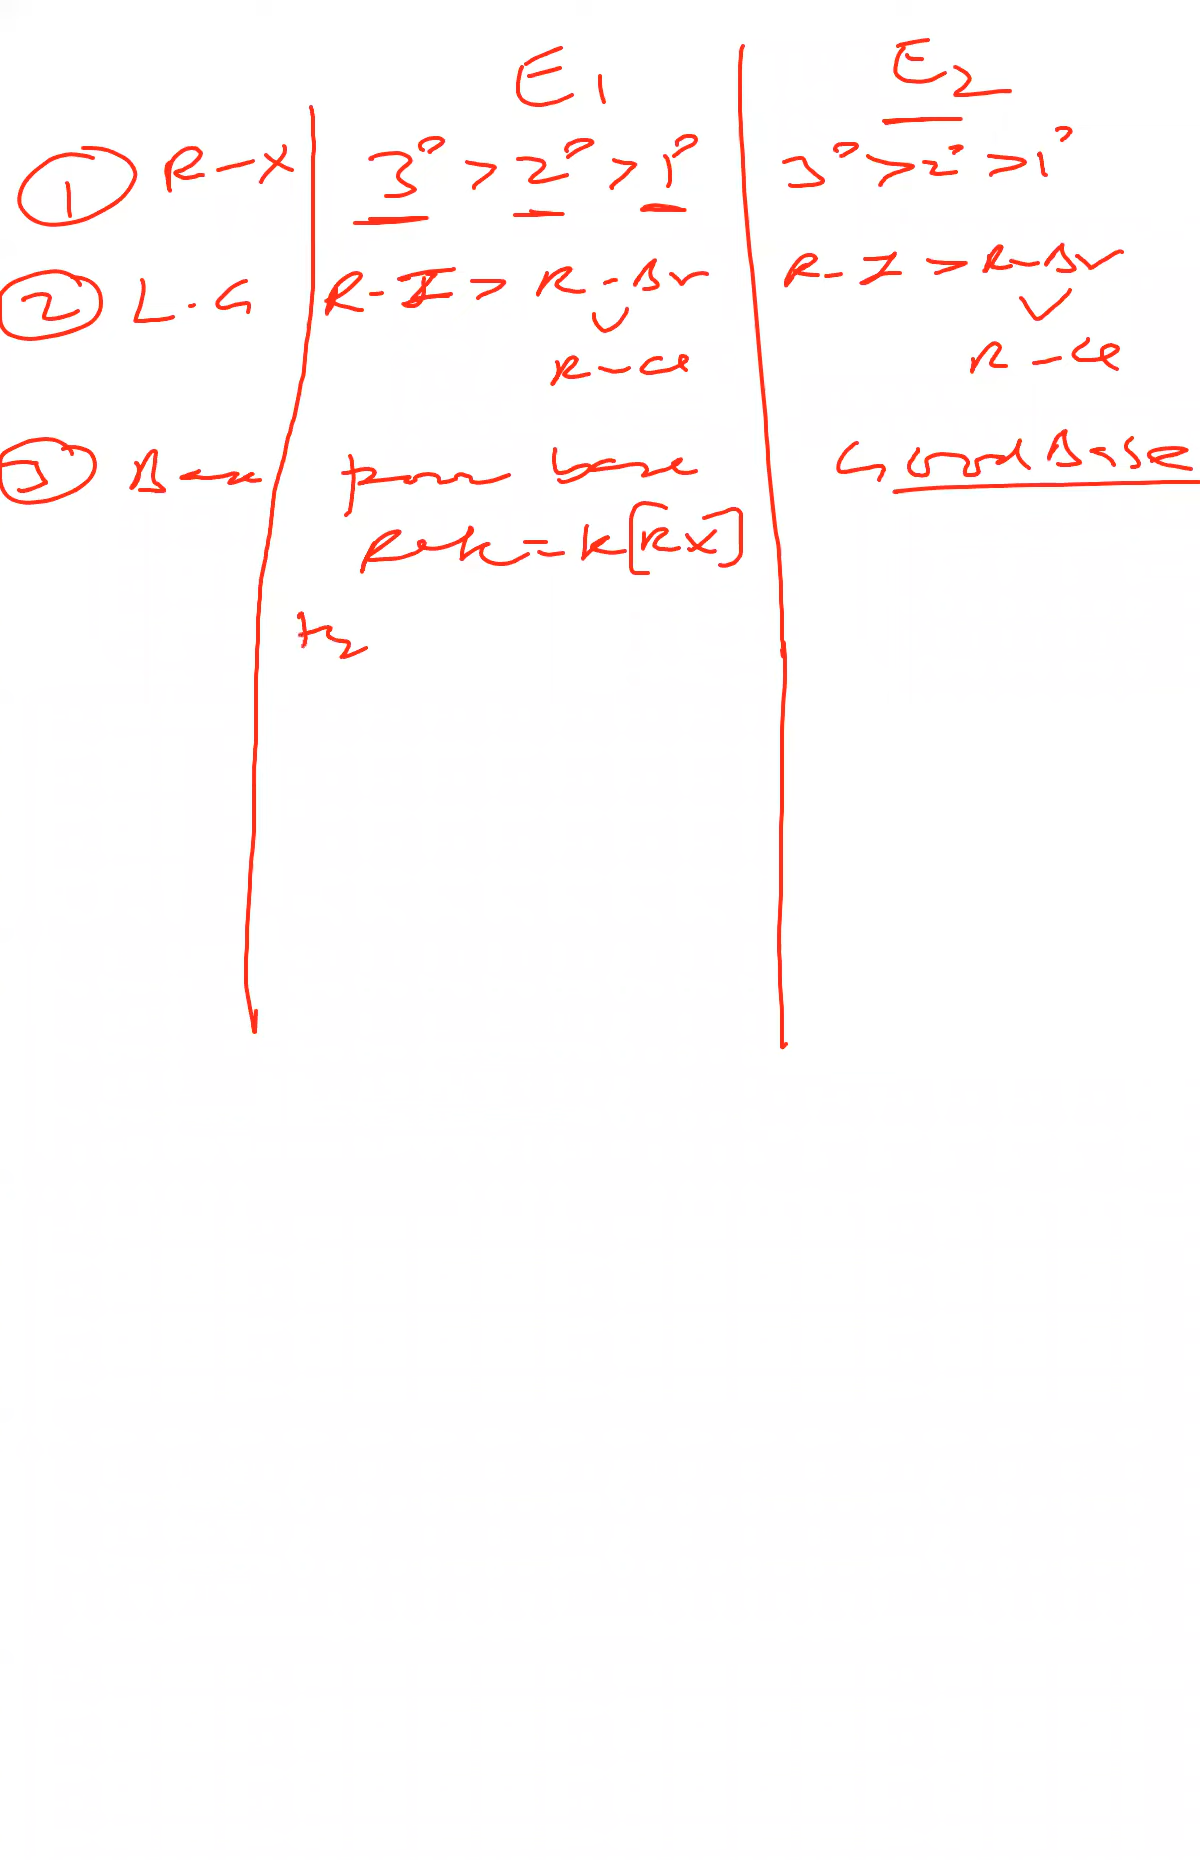 E1 E2
① R-X 3° > 2° > 1° 3° > 2° > 1°
② L.G R-I > R-Br R-I > R-Br
∨ ∨
R-Cl R-Cl
③ Base poor base Good Base
Rate = k[RX]